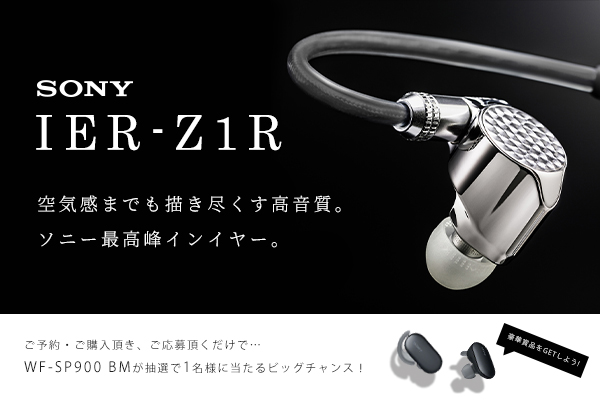 SONY
IER-Z1R
空気感までも描き尽くす高音質。
ソニー最高峰インイヤー。
ご予約・ご購入頂き、ご応募頂くだけで…
WF-SP900 BMが抽選で1名様に当たるビッグチャンス！
豪華賞品をGETしよう!